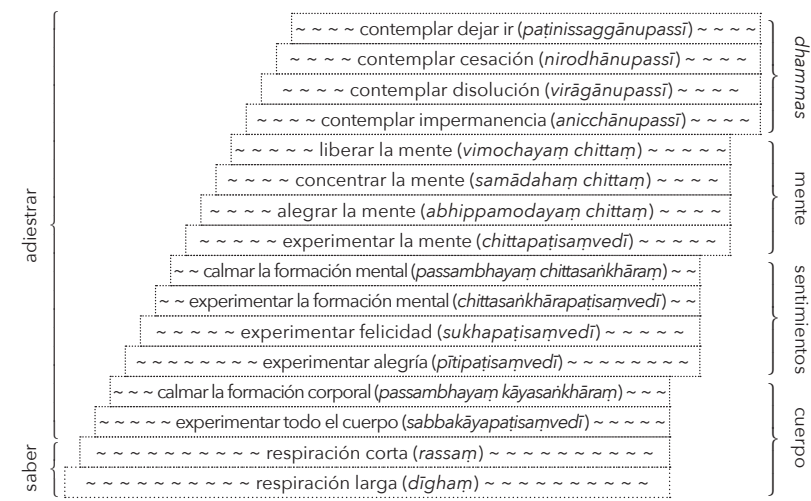 ~ ~ ~ ~ contemplar dejar ir (paṭinissaggānupassī) ~ ~ ~ ~
~ ~ ~ ~ contemplar cesación (nirodhānupassī) ~ ~ ~ ~
~ ~ ~ ~ contemplar disolución (virāgānupassī) ~ ~ ~ ~
~ ~ ~ ~ contemplar impermanencia (anicchānupassī) ~ ~ ~ ~
dhammas
~ ~ ~ ~ ~ liberar la mente (vimochayaṃ chittaṃ) ~ ~ ~ ~ ~
~ ~ ~ ~ concentrar la mente (samādahaṃ chittaṃ) ~ ~ ~ ~
~ ~ ~ ~ alegrar la mente (abhippamodayaṃ chittaṃ) ~ ~ ~ ~
~ ~ ~ ~ ~ experimentar la mente (chittapaṭisaṃvedī) ~ ~ ~ ~ ~
mente
adiestrar
~ ~ calmar la formación mental (passambhayaṃ chittasaṅkhāraṃ) ~ ~
~ ~ experimentar la formación mental (chittasaṅkhārapaṭisaṃvedī) ~ ~
~ ~ ~ ~ ~ experimentar felicidad (sukhapaṭisaṃvedī) ~ ~ ~ ~ ~
~ ~ ~ ~ ~ ~ ~ ~ experimentar alegría (pītipaṭisaṃvedī) ~ ~ ~ ~ ~ ~ ~ ~
sentimientos
~ ~ ~ calmar la formación corporal (passambhayaṃ kāyasaṅkhāraṃ) ~ ~ ~
~ ~ ~ ~ ~ experimentar todo el cuerpo (sabbakāyapaṭisaṃvedī) ~ ~ ~ ~ ~
~ ~ ~ ~ ~ ~ ~ ~ ~ ~ respiración corta (rassaṃ) ~ ~ ~ ~ ~ ~ ~ ~ ~ ~
~ ~ ~ ~ ~ ~ ~ ~ ~ ~ respiración larga (dīghaṃ) ~ ~ ~ ~ ~ ~ ~ ~ ~ ~
cuerpo
saber